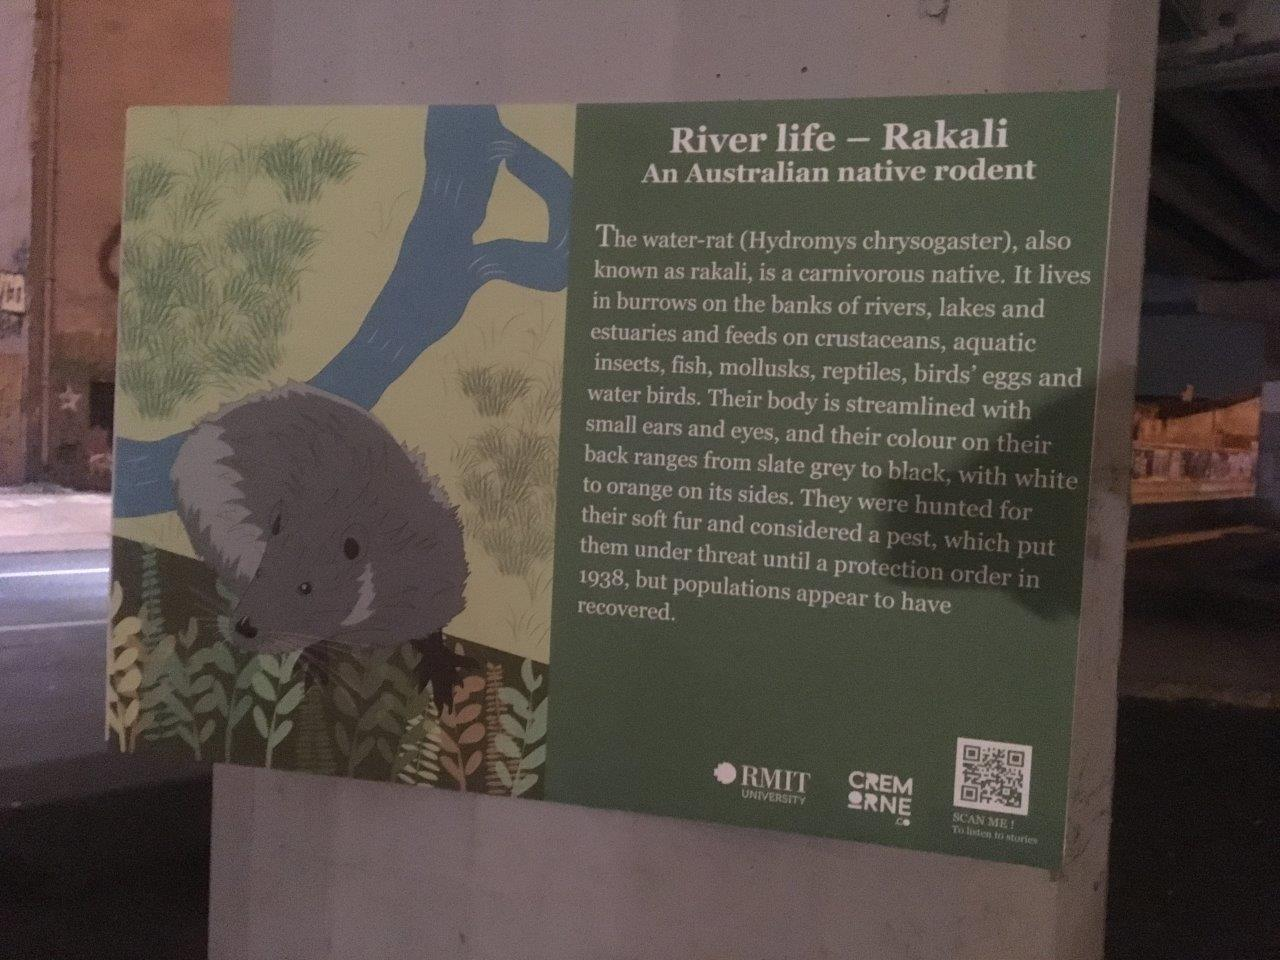 River life – Rakali
An Australian native rodent
The water-rat (Hydromys chrysogaster), also
known as rakali, is a carnivorous native. It lives
in burrows on the banks of rivers, lakes and
estuaries and feeds on crustaceans, aquatic
insects, fish, mollusks, reptiles, birds’ eggs and
water birds. Their body is streamlined with
small ears and eyes, and their colour on their
back ranges from slate grey to black, with white
to orange on its sides. They were hunted for
their soft fur and considered a pest, which put
them under threat until a protection order in
1938, but populations appear to have
recovered.
RMIT
UNIVERSITY
CREM
ORNE
.co
SCAN ME !
To listen to stories